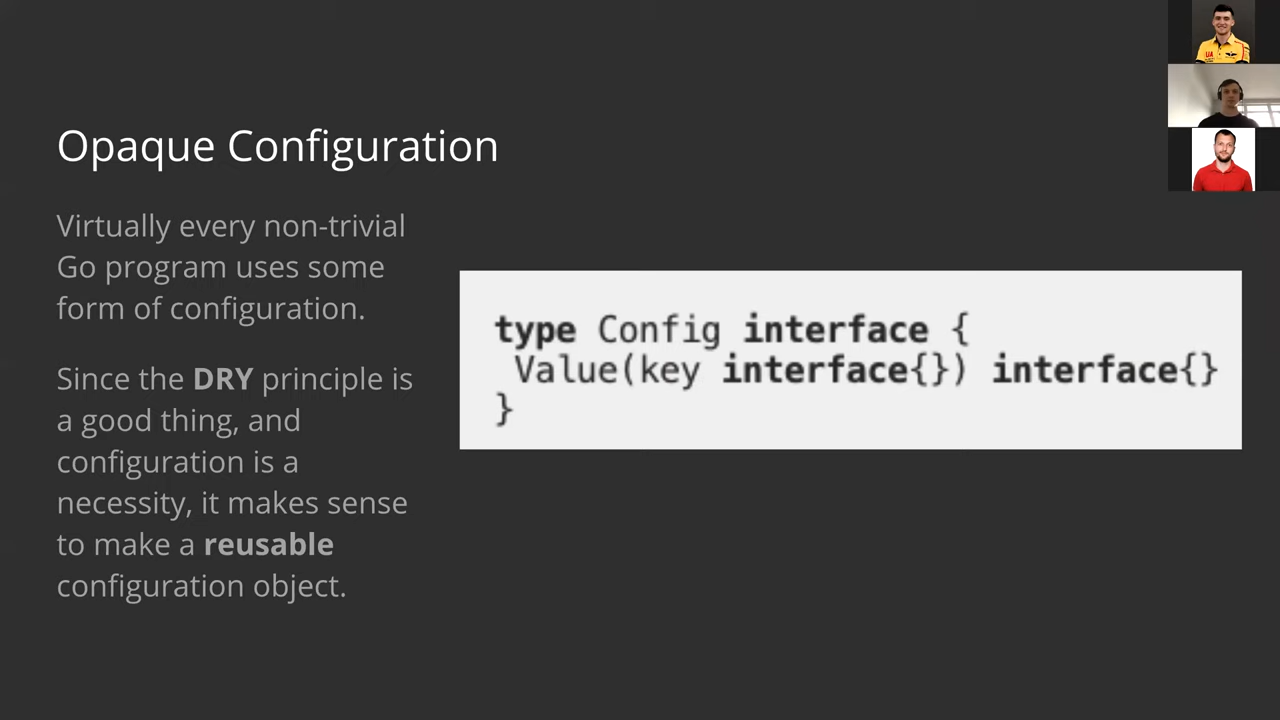 Opaque Configuration
Virtually every non-trivial
Go program uses some
form of configuration.
Since the DRY principle is
a good thing, and
configuration is a
necessity, it makes sense
to make a reusable
configuration object.
type Config interface {
 Value(key interface{}) interface{}
}
UA